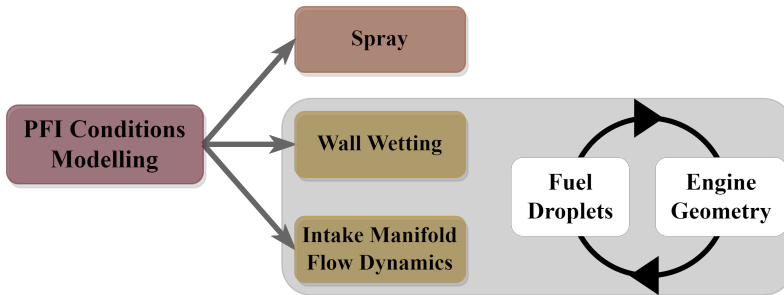 PFI Conditions
Modelling
Spray
Wall Wetting
Intake Manifold
Flow Dynamics
Fuel
Droplets
Engine
Geometry